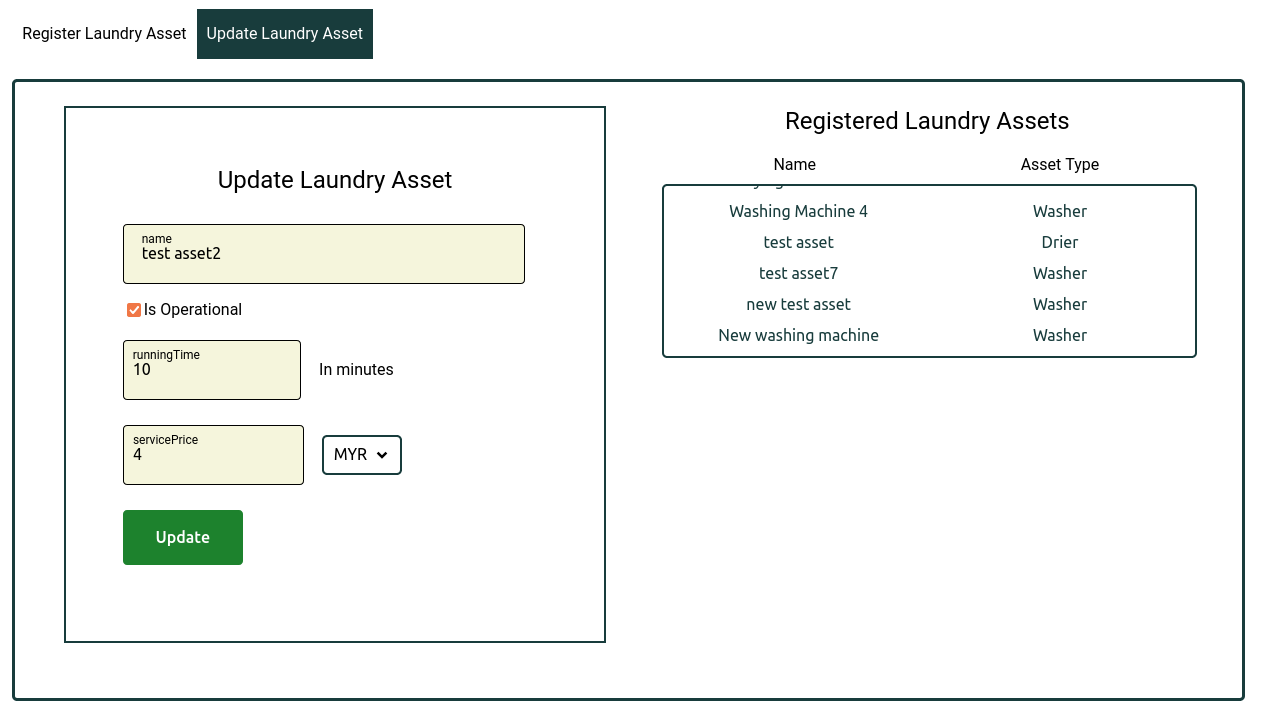 Register Laundry Asset Update Laundry Asset
Update Laundry Asset
name
test asset2
Is Operational
runningTime
10 In minutes
servicePrice
4 MYR
Update
Registered Laundry Assets
Name Asset Type
Washing Machine 4 Washer
test asset Drier
test asset7 Washer
new test asset Washer
New washing machine Washer